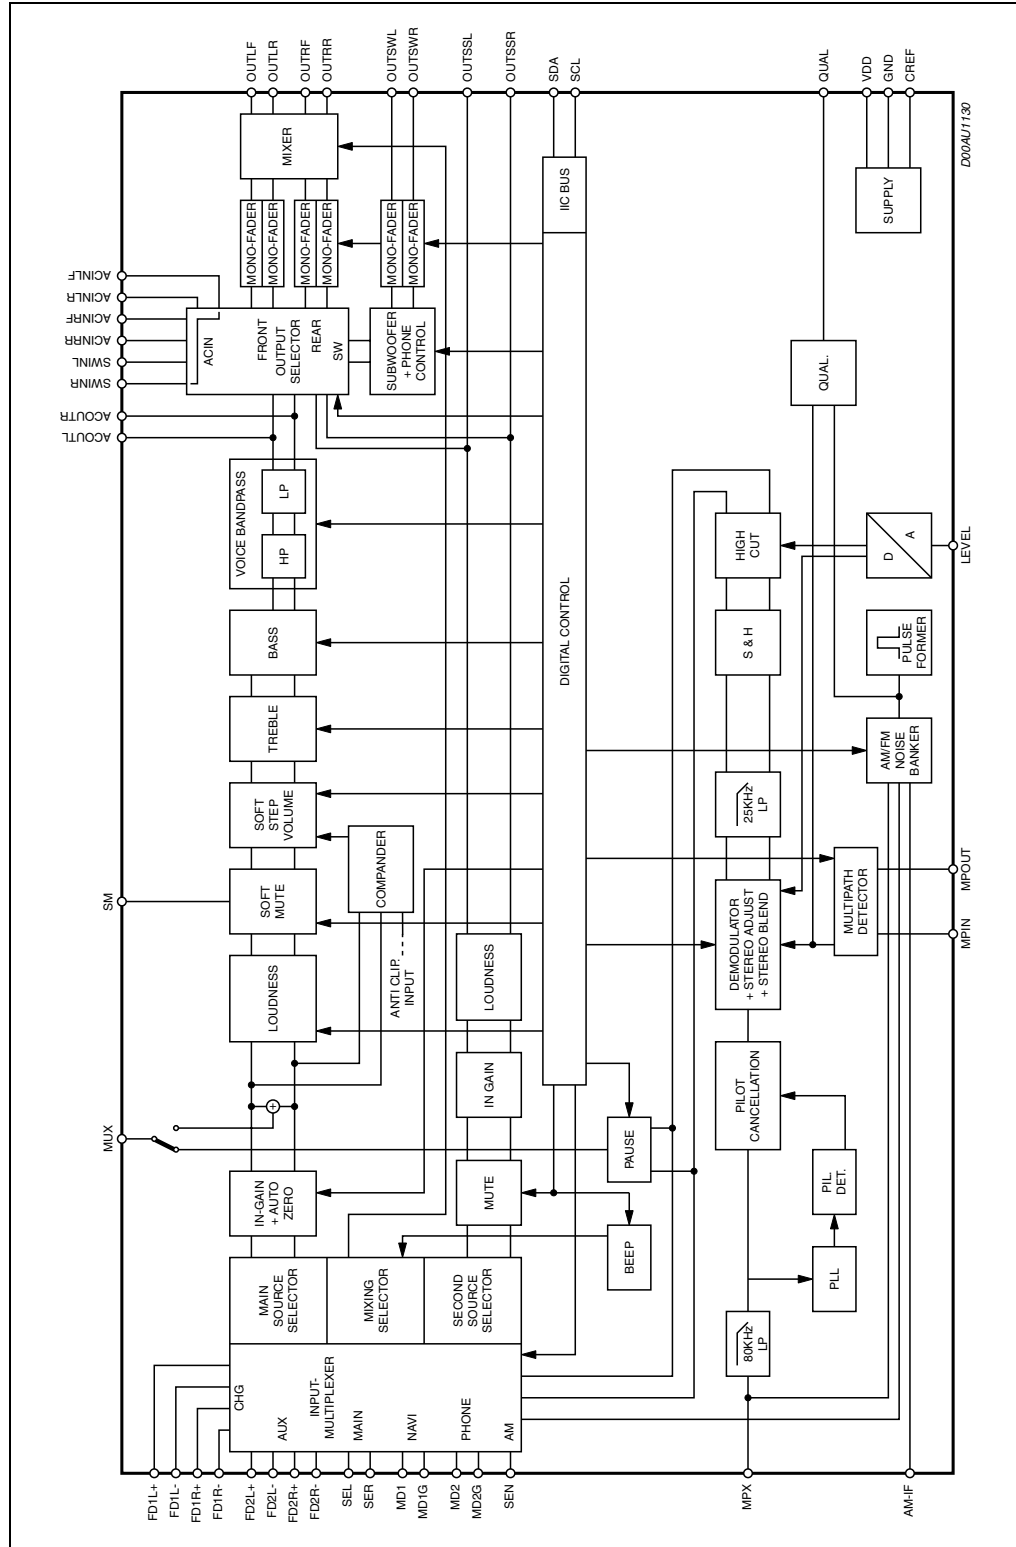 ACINLF
ACINLR
ACINRF
ACINRR
SWINL
SWINR
ACOUTR
ACOUTL
SM
MUX
FD1L+
FD1L-
FD1R+
FD1R-
FD2L+
FD2L-
FD2R+
FD2R-
SEL
SER
MD1
MD1G
MD2
MD2G
SEN
MPX
AM-IF
CHG
AUX
INPUT-
MULTIPLEXER
MAIN
NAVI
PHONE
AM
MAIN
SOURCE
SELECTOR
MIXING
SELECTOR
SECOND
SOURCE
SELECTOR
IN-GAIN
+ AUTO
ZERO
+
LOUDNESS
SOFT
MUTE
SOFT
STEP
VOLUME
TREBLE
BASS
VOICE BANDPASS
HP
LP
ACIN
FRONT
OUTPUT
SELECTOR
REAR
SW
MONO-FADER
MONO-FADER
MONO-FADER
MONO-FADER
MONO-FADER
MONO-FADER
MIXER
SUBWOOFER
+ PHONE
CONTROL
COMPANDER
ANTI CLIP.
INPUT
MUTE
IN GAIN
LOUDNESS
BEEP
PAUSE
DIGITAL CONTROL
IIC BUS
80KHz
LP
PLL
PIL.
DET.
PILOT
CANCELLATION
DEMODULATOR
+ STEREO ADJUST
+ STEREO BLEND
25KHz
LP
S & H
HIGH
CUT
MULTIPATH
DETECTOR
AM/FM
NOISE
BANKER
PULSE
FORMER
D
A
QUAL.
SUPPLY
OUTLF
OUTLR
OUTRF
OUTRR
OUTSWL
OUTSWR
OUTSSL
OUTSSR
SDA
SCL
QUAL
VDD
GND
CREF
MPIN
MPOUT
LEVEL
D00AU1130